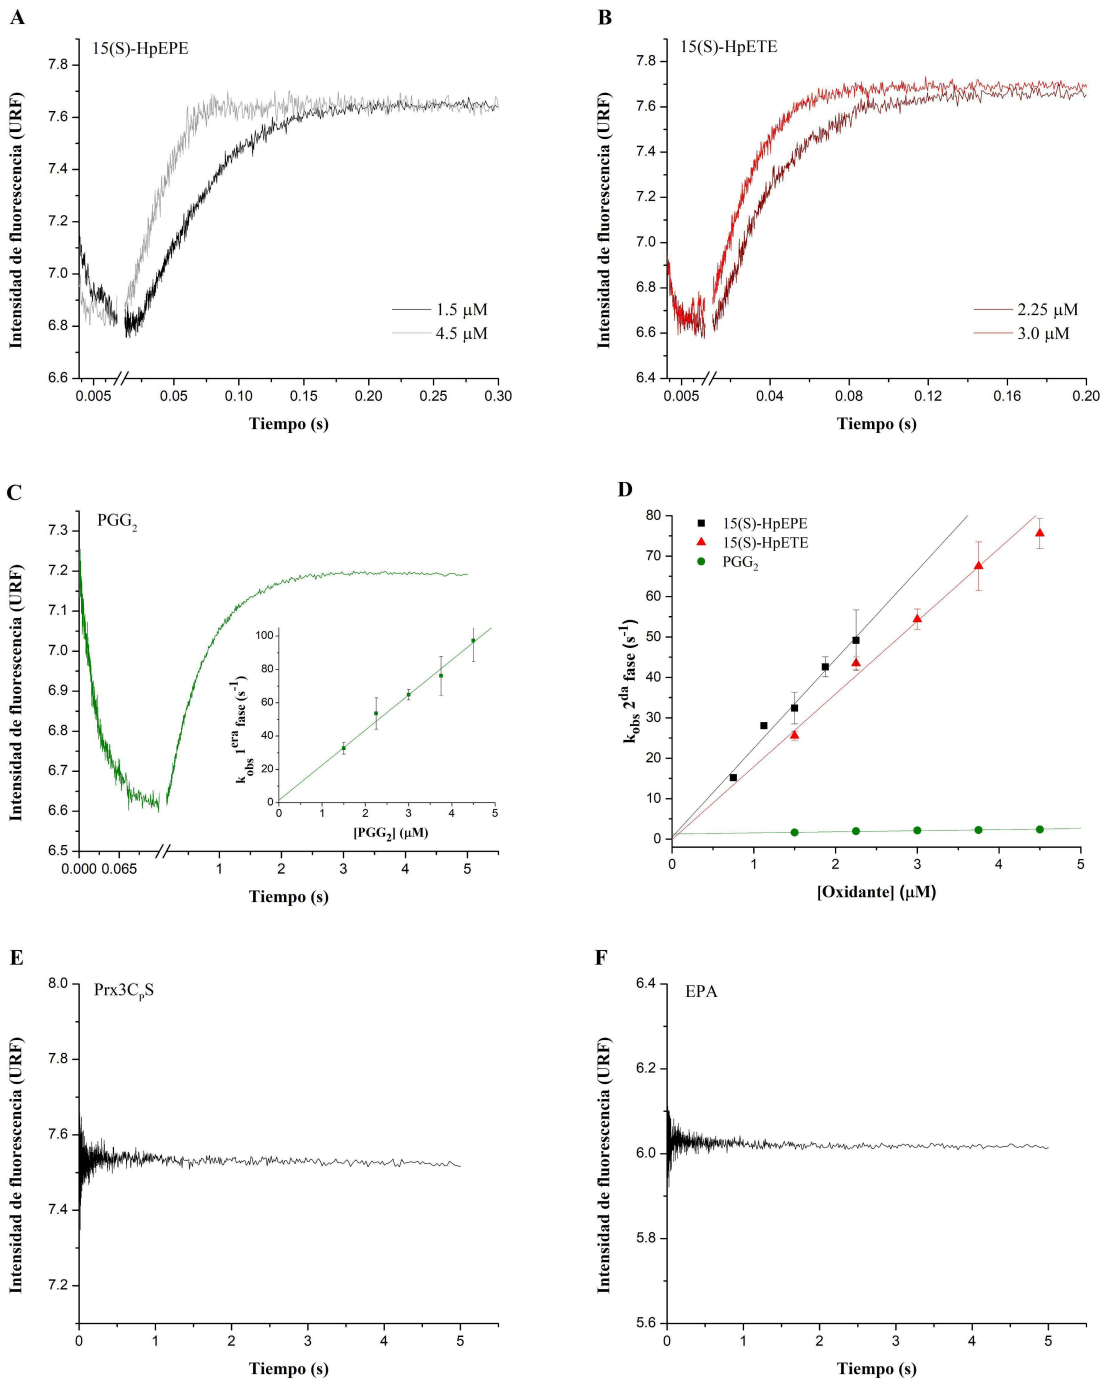 A
15(S)-HpEPE
Intensidad de fluorescencia (URF)
7.8
7.6
7.4
7.2
7.0
6.8
6.6
1.5 μM
4.5 μM
0.005 0.05 0.10 0.15 0.20 0.25 0.30
Tiempo (s)
B
15(S)-HpETE
Intensidad de fluorescencia (URF)
7.8
7.6
7.4
7.2
7.0
6.8
6.6
6.4
2.25 μM
3.0 μM
0.005 0.04 0.08 0.12 0.16 0.20
Tiempo (s)
C
PGG2
Intensidad de fluorescencia (URF)
7.3
7.2
7.1
7.0
6.9
6.8
6.7
6.6
6.5
0.000 0.065 1 2 3 4 5
Tiempo (s)
kobs 1era fase (s-1)
100
80
60
40
20
0
0 1 2 3 4 5
[PGG2] (μM)
D
15(S)-HpEPE
15(S)-HpETE
PGG2
kobs 2da fase (s-1)
80
70
60
50
40
30
20
10
0
0 1 2 3 4 5
[Oxidante] (μM)
E
Prx3CpS
Intensidad de fluorescencia (URF)
8.0
7.8
7.6
7.4
7.2
0 1 2 3 4 5
Tiempo (s)
F
EPA
Intensidad de fluorescencia (URF)
6.4
6.2
6.0
5.8
5.6
0 1 2 3 4 5
Tiempo (s)